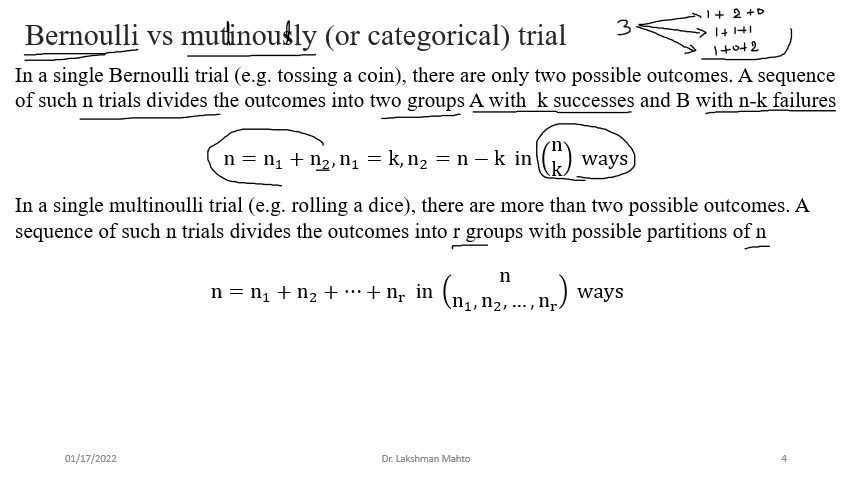 Bernoulli vs mutinously (or categorical) trial
3 1 + 2 + 0
1 + 1 + 1
1 + 0 + 2
In a single Bernoulli trial (e.g. tossing a coin), there are only two possible outcomes. A sequence
of such n trials divides the outcomes into two groups A with k successes and B with n-k failures
n = n₁ + n₂, n₁ = k, n₂ = n − k in (n k) ways
In a single multinoulli trial (e.g. rolling a dice), there are more than two possible outcomes. A
sequence of such n trials divides the outcomes into r groups with possible partitions of n
n = n₁ + n₂ + ⋯ + nᵣ in (n n₁, n₂, … , nᵣ) ways
01/17/2022 Dr. Lakshman Mahto 4